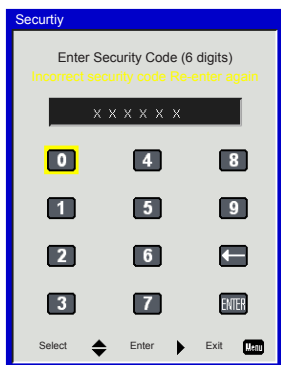 Securtiy
Enter Security Code (6 digits)
Incorrect security code Re enter again
X X X X X X
0 4 8
1 5 9
2 6
3 7 ENTER
Select Enter Exit Menu